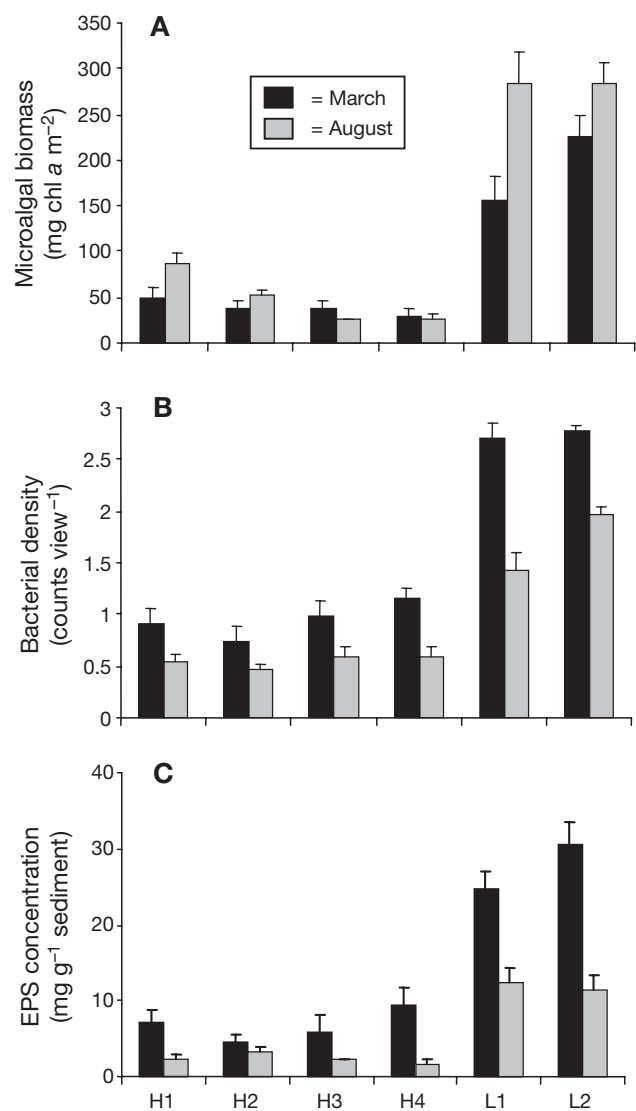 A
350
300
250
200
150
100
50
0
Microalgal biomass
(mg chl a m⁻²)
= March
= August
B
3
2.5
2
1.5
1
0.5
0
Bacterial density
(counts view⁻¹)
C
40
30
20
10
0
EPS concentration
(mg g⁻¹ sediment)
H1 H2 H3 H4 L1 L2